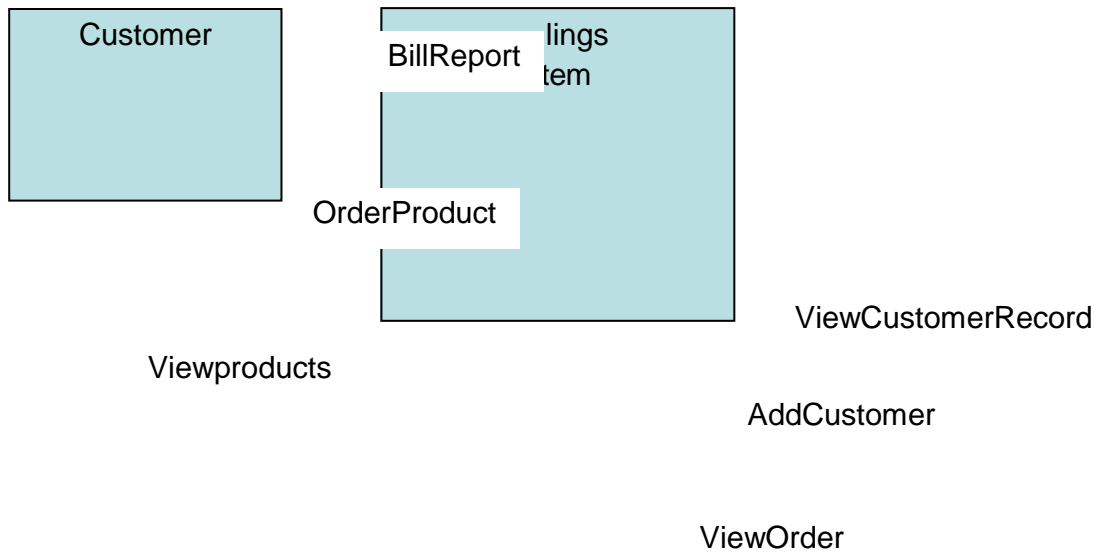 Customer
lings
BillReport
tem
OrderProduct
ViewCustomerRecord
Viewproducts
AddCustomer
ViewOrder